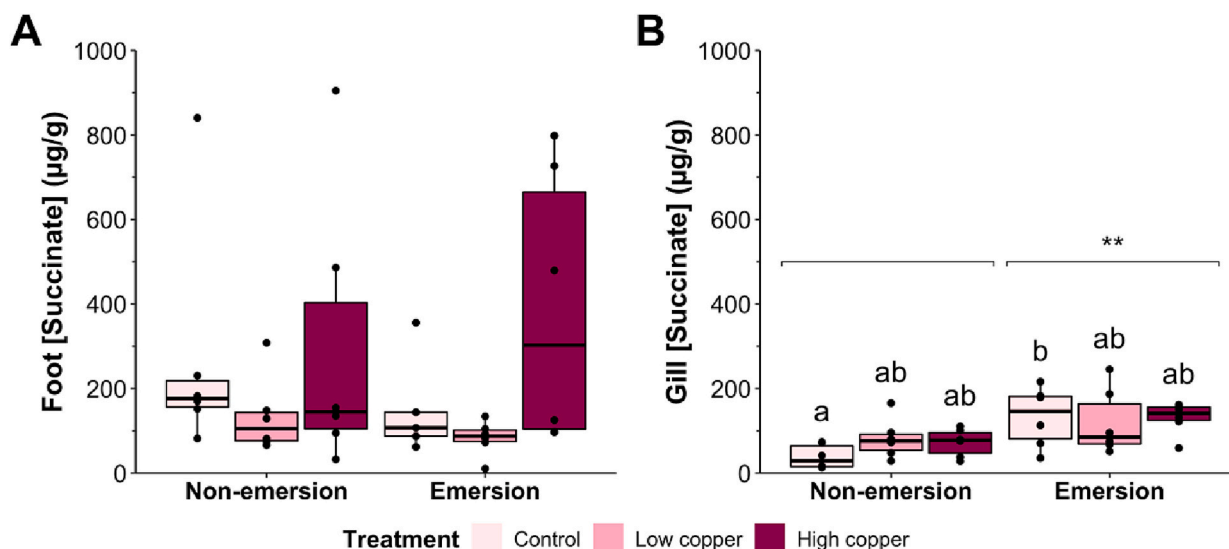 A
Foot [Succinate] (µg/g)
1000
800
600
400
200
0
Non-emersion
Emersion
B
Gill [Succinate] (µg/g)
1000
800
600
400
200
0
**
a
ab
ab
b
ab
ab
Non-emersion
Emersion
Treatment Control Low copper High copper